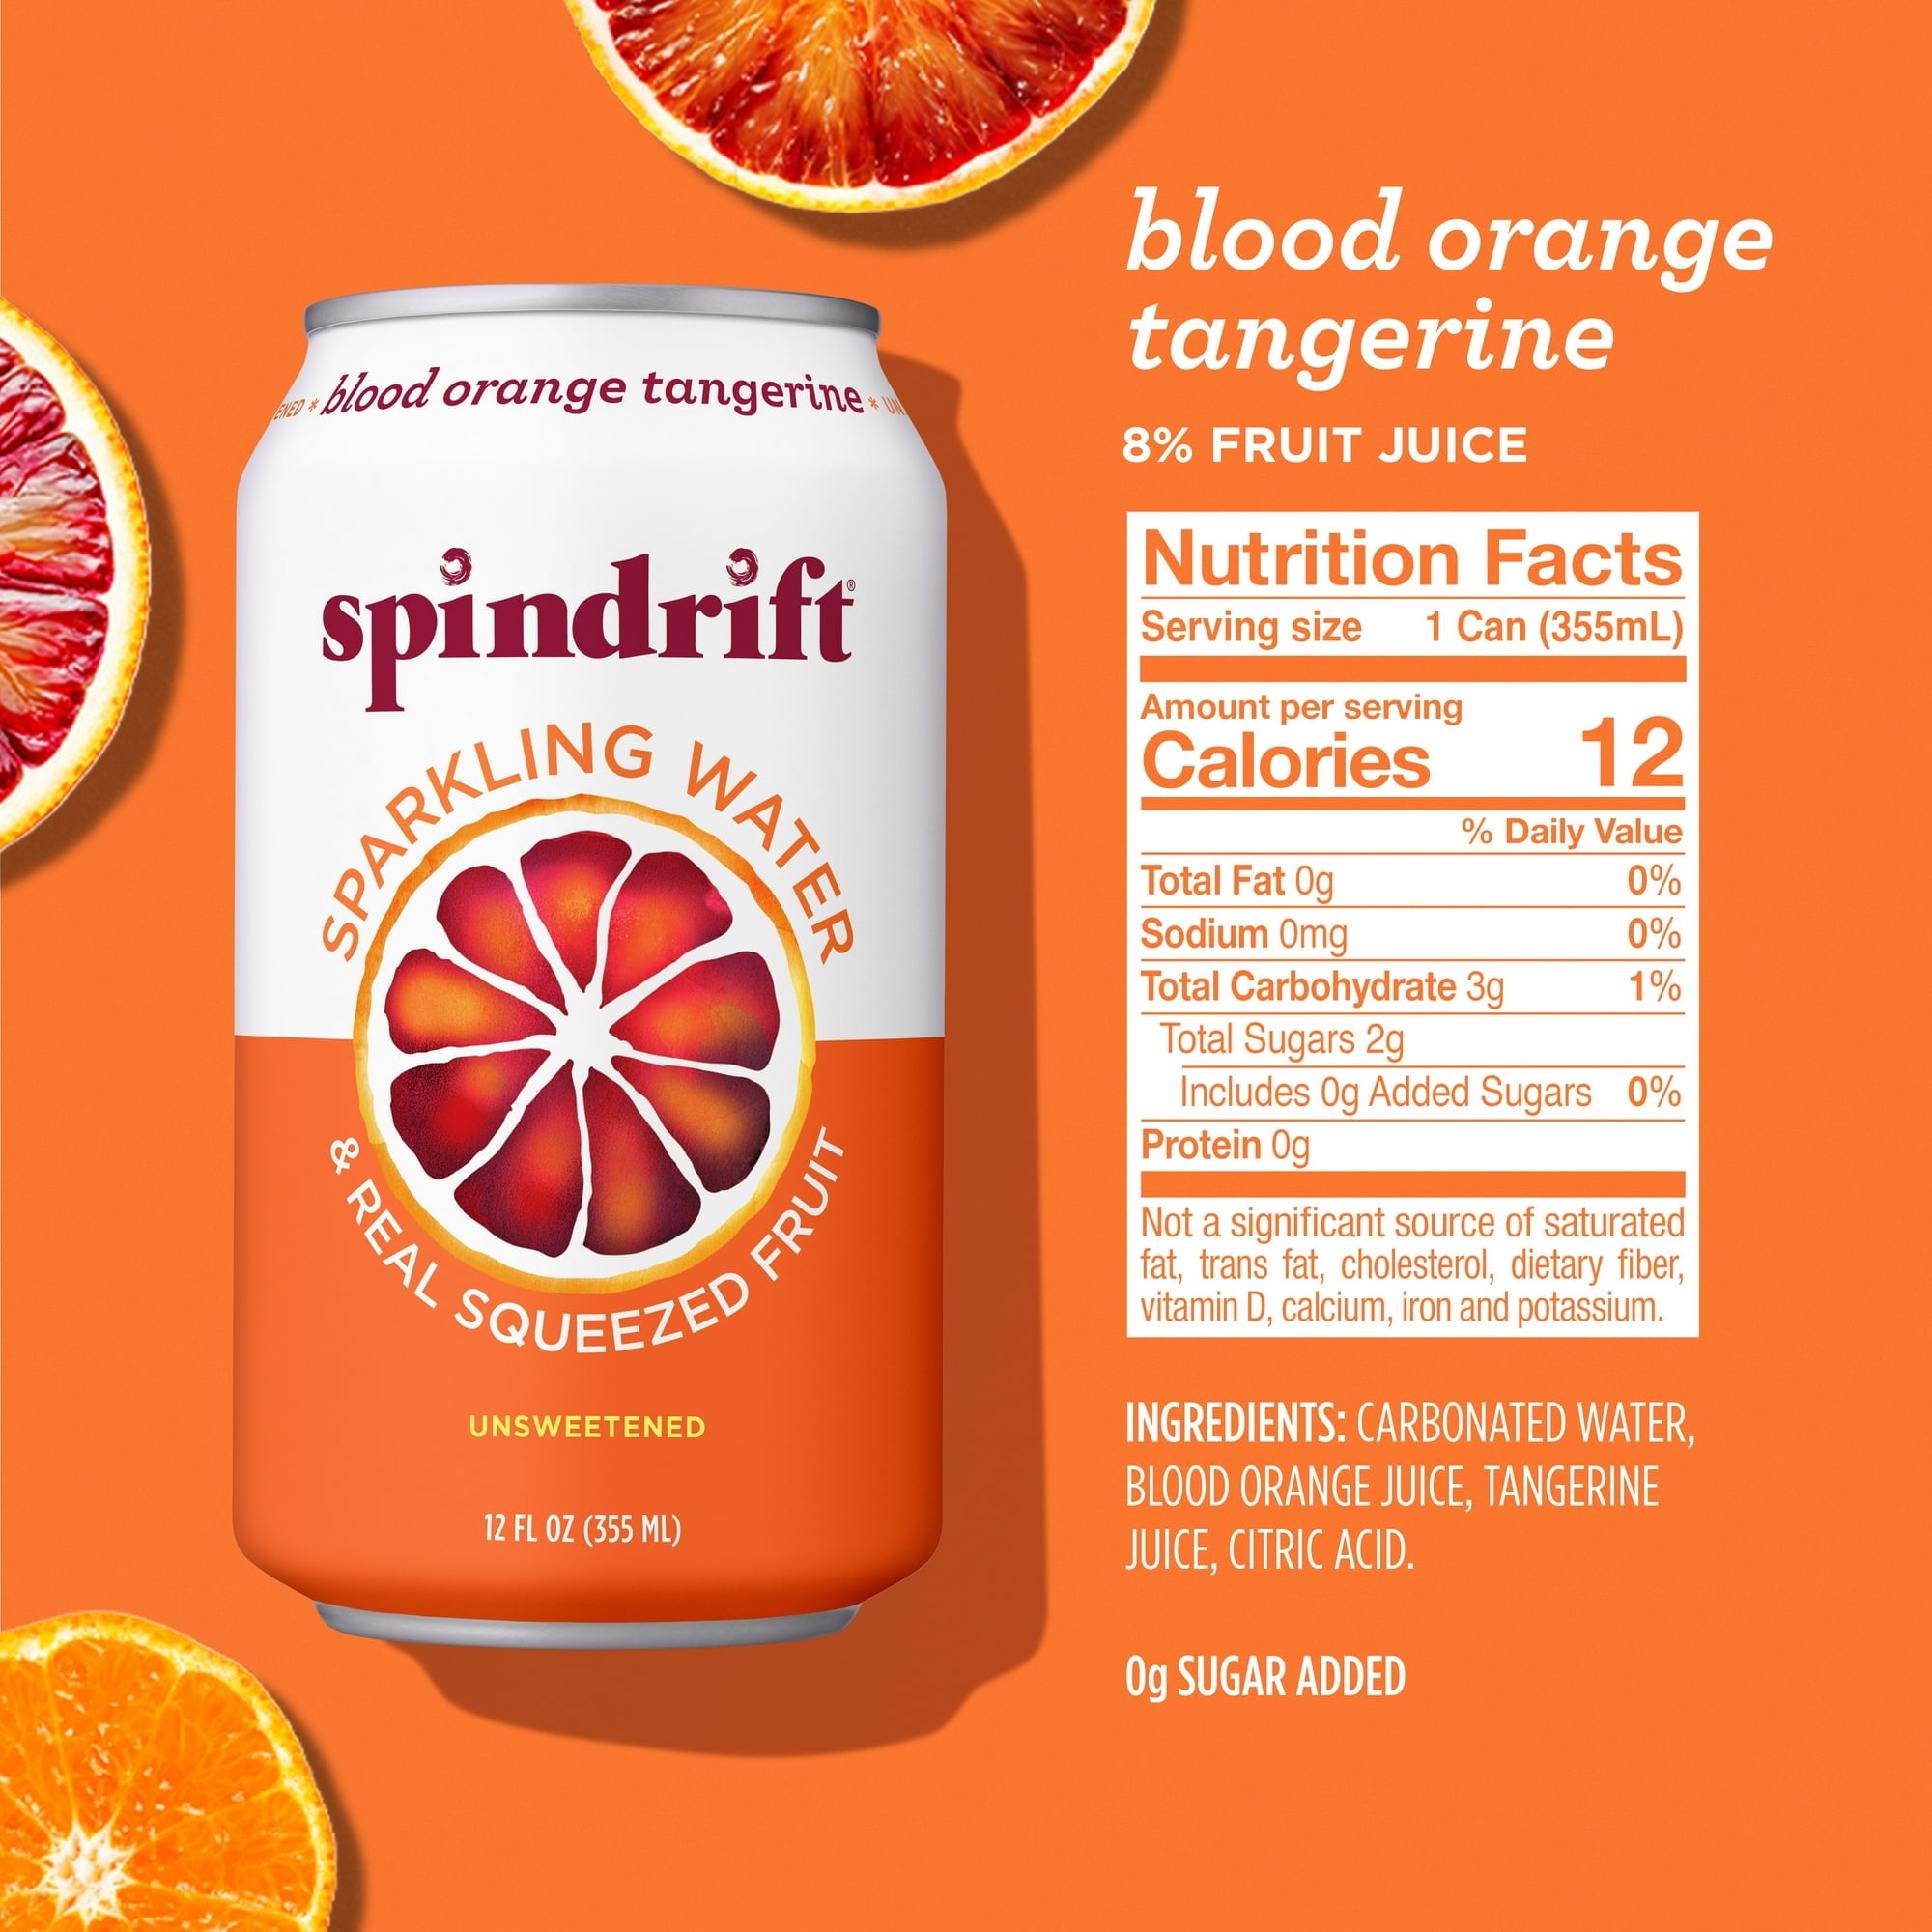 blood orange tangerine
spindrift®
SPARKLING WATER
& REAL SQUEEZED FRUIT
UNSWEETENED
12 FL OZ (355 ML)
blood orange
tangerine
8% FRUIT JUICE
Nutrition Facts
Serving size 1 Can (355mL)
Amount per serving
Calories 12
% Daily Value
Total Fat 0g 0%
Sodium 0mg 0%
Total Carbohydrate 3g 1%
Total Sugars 2g
Includes 0g Added Sugars 0%
Protein 0g
Not a significant source of saturated
fat, trans fat, cholesterol, dietary fiber,
vitamin D, calcium, iron and potassium.
INGREDIENTS: CARBONATED WATER,
BLOOD ORANGE JUICE, TANGERINE
JUICE, CITRIC ACID.
0g SUGAR ADDED